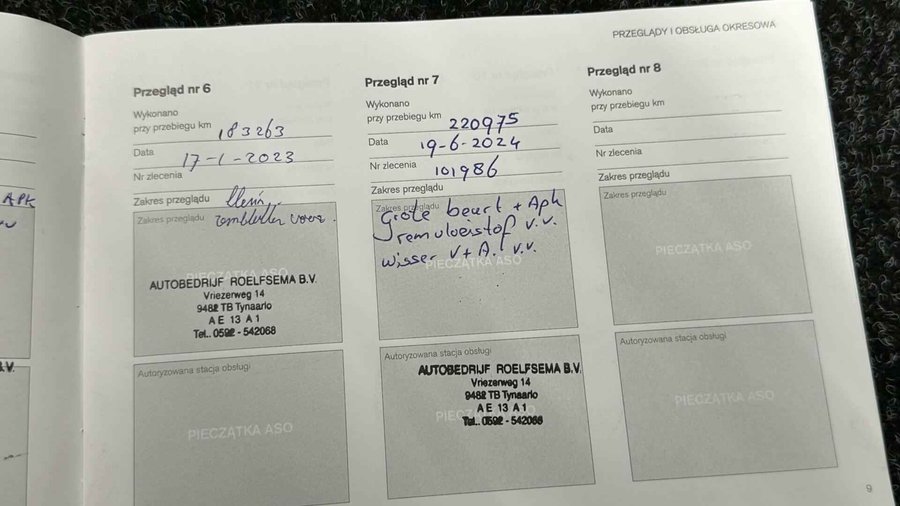 PRZEGLĄDY I OBSŁUGA OKRESOWA
Przegląd nr 6
Wykonano
przy przebiegu km 183263
Data 17-1-2023
Nr zlecenia
Zakres przeglądu klein
Zakres przeglądu voor.
PIECZĄTKA ASO
AUTOBEDRIJF ROELFSEMA B.V.
Vriezerweg 14
9482 TB Tynaarlo
A E 13 A 1
Tel.. 0592 - 542068
Autoryzowana stacja obsługi
PIECZĄTKA ASO
Przegląd nr 7
Wykonano
przy przebiegu km 220975
Data 19-6-2024
Nr zlecenia 101986
Zakres przeglądu
Zakres przeglądu
Grote beurt + Apk
remvloeistof v.v.
wisser V+A. v.v.
PIECZĄTKA ASO
Autoryzowana stacja obsługi
AUTOBEDRIJF ROELFSEMA B.V.
Vriezerweg 14
9482 TB Tynaarlo
A E 13 A 1
Tel.. 0592 - 542068
PIECZĄTKA ASO
Przegląd nr 8
Wykonano
przy przebiegu km
Data
Nr zlecenia
Zakres przeglądu
Zakres przeglądu
PIECZĄTKA ASO
Autoryzowana stacja obsługi
PIECZĄTKA ASO
APK
.V.
9